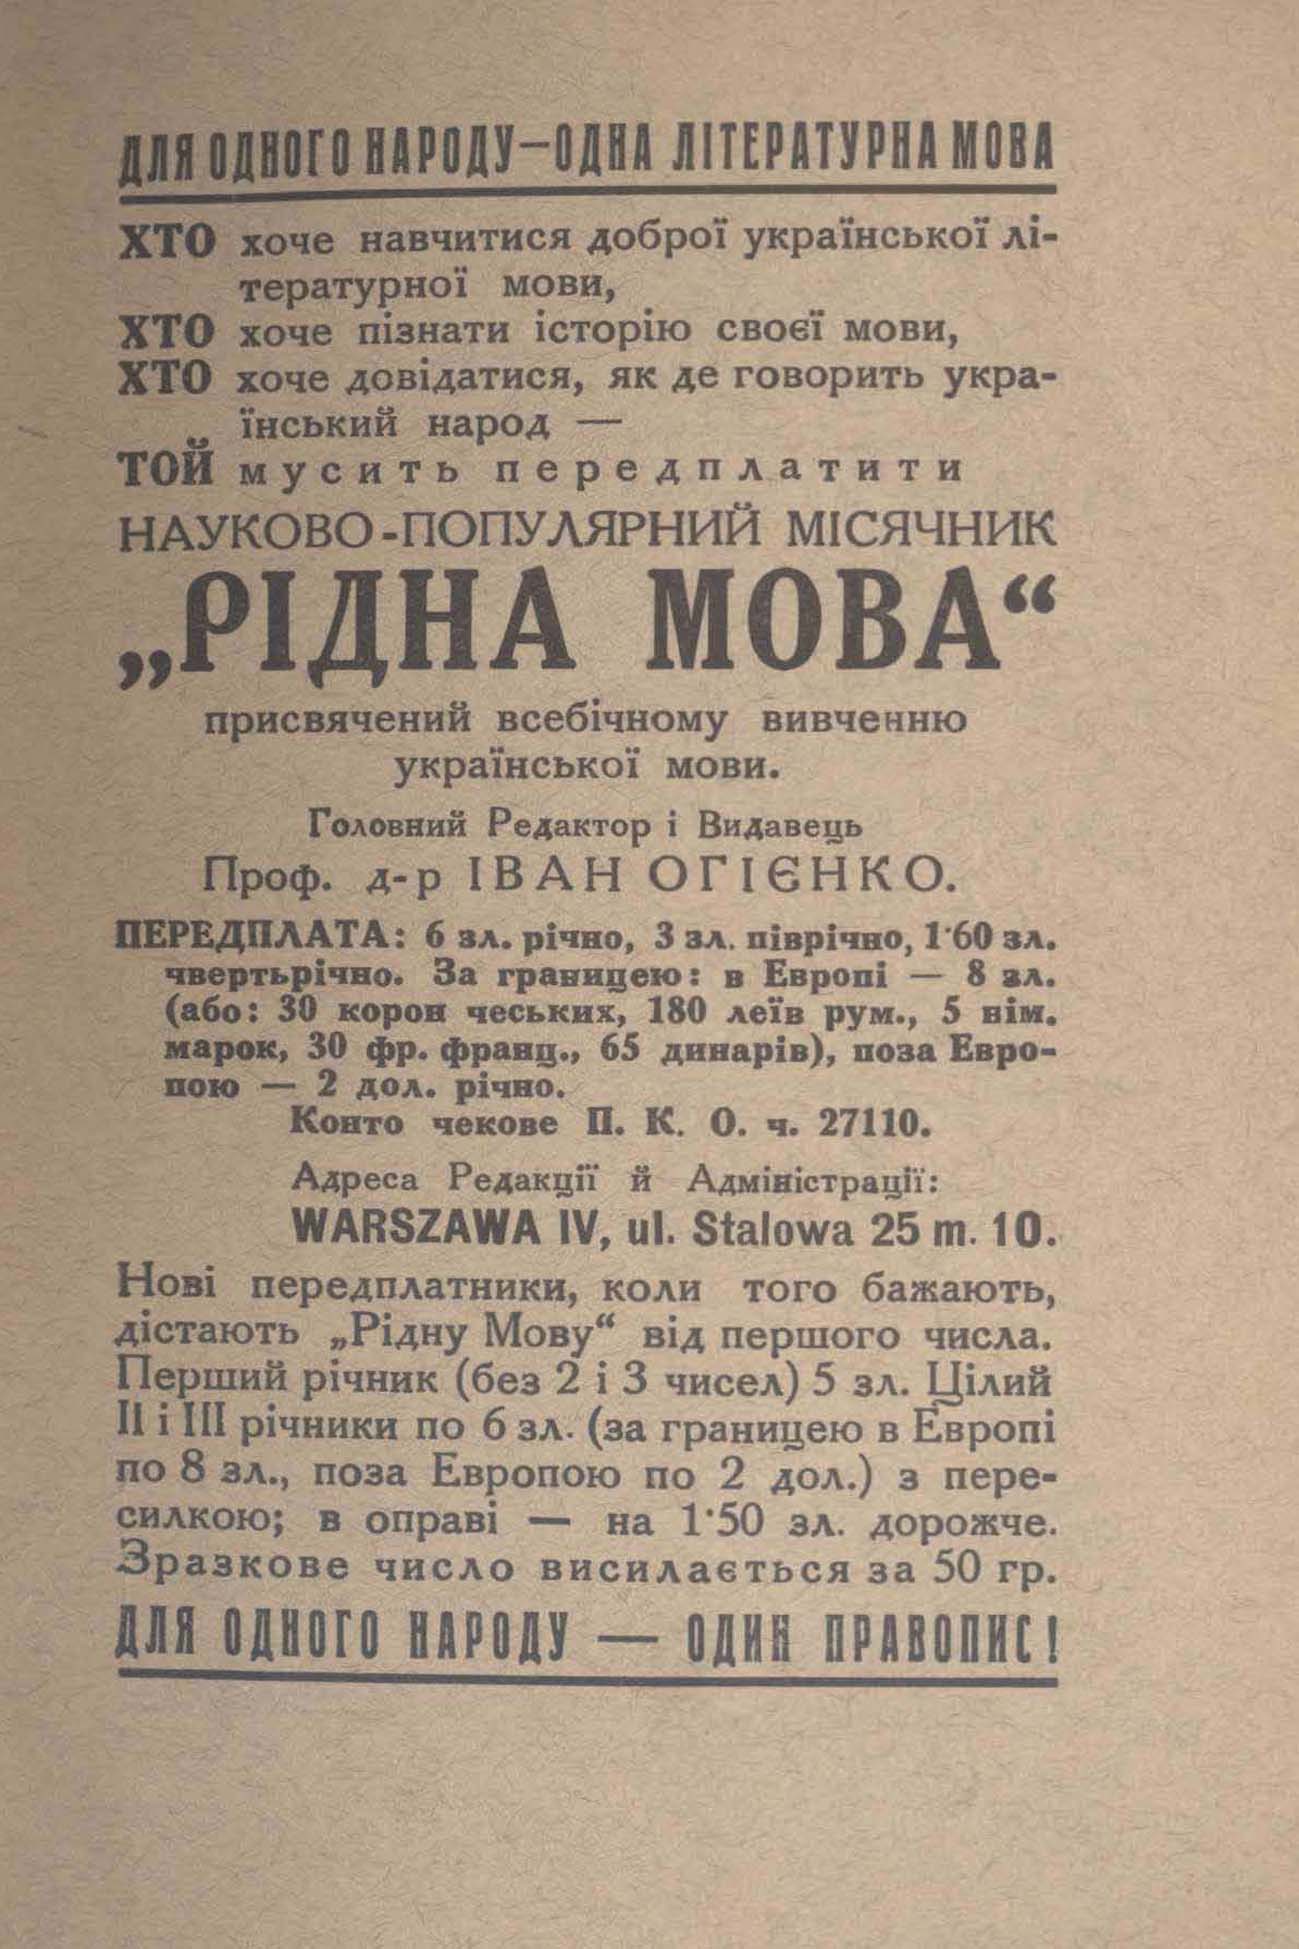 ДЛЯ ОДНОГО НАРОДУ—ОДНА ЛІТЕРАТУРНА МОВА
ХТО хоче навчитися доброї української лі-
тературної мови,
ХТО хоче пізнати історію своєї мови,
ХТО хоче довідатися, як де говорить укра-
їнський народ —
ТОЙ мусить передплатити
НАУКОВО-ПОПУЛЯРНИЙ МІСЯЧНИК
„РІДНА МОВА“
присвячений всебічному вивченню
української мови.
Головний Редактор і Видавець
Проф. д-р ІВАН ОГІЄНКО.
ПЕРЕДПЛАТА: 6 зл. річно, 3 зл. піврічно, 1·60 зл.
чвертьрічно. За границею: в Европі — 8 зл.
(або: 30 корон чеських, 180 леїв рум., 5 нім.
марок, 30 фр. франц., 65 динарів), поза Евро-
пою — 2 дол. річно.
Конто чекове П. К. О. ч. 27110.
Адреса Редакції й Адміністрації:
WARSZAWA IV, ul. Stalowa 25 m. 10.
Нові передплатники, коли того бажають,
дістають „Рідну Мову“ від першого числа.
Перший річник (без 2 і 3 чисел) 5 зл. Цілий
II і III річники по 6 зл. (за границею в Европі
по 8 зл., поза Европою по 2 дол.) з пере-
силкою; в оправі — на 1·50 зл. дорожче.
Зразкове число висилається за 50 гр.
ДЛЯ ОДНОГО НАРОДУ — ОДИН ПРАВОПИС!